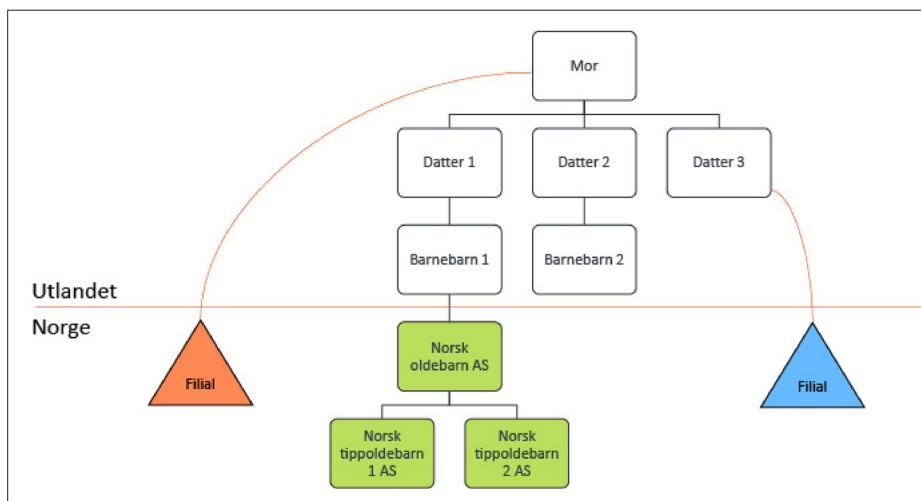 Mor
Datter 1
Datter 2
Datter 3
Barnebarn 1
Barnebarn 2
Utlandet
Norge
Filial
Norsk
oldebarn AS
Filial
Norsk
tippoldebarn
1 AS
Norsk
tippoldebarn
2 AS